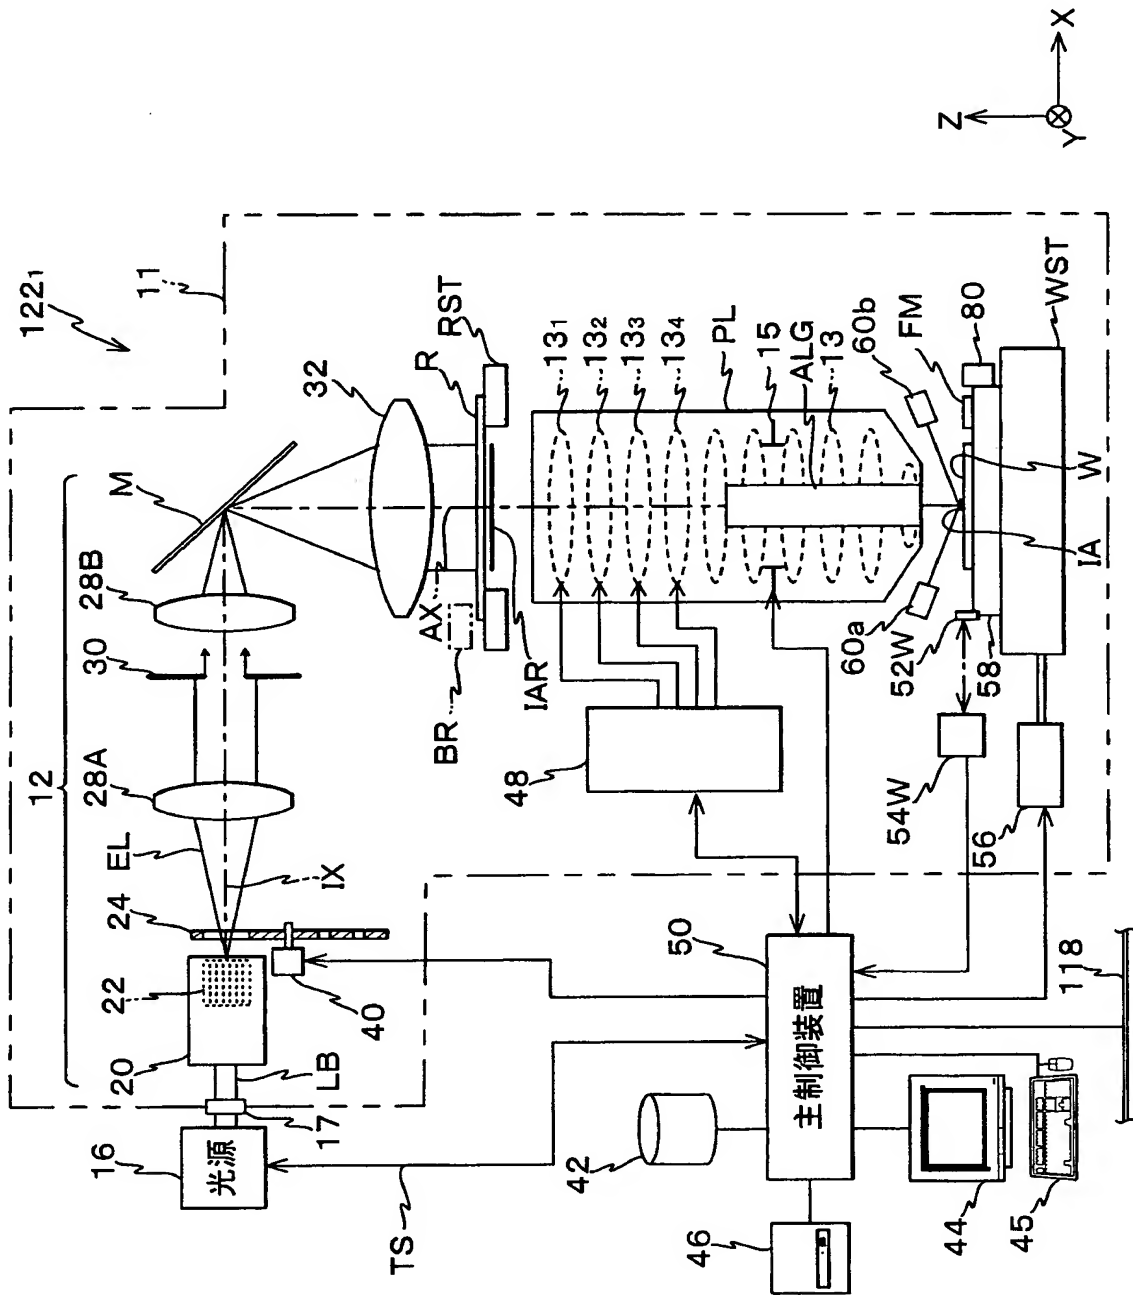 122₁
11
12
M
28B
30
28A
EL
IX
24
22
20
40
LB
17
16
光源
TS
32
R
RST
AX
BR
IAR
13₁
13₂
13₃
13₄
PL
15
ALG
13
60b
FM
80
WST
W
IA
60a
52W
58
54W
56
48
50
主制御装置
42
46
44
45
118
X
Z
Y